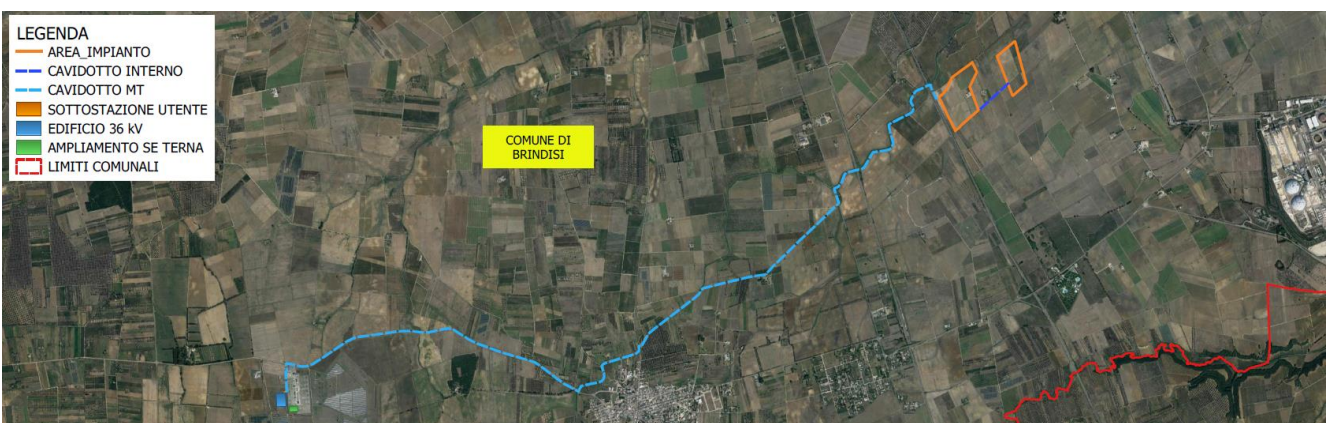 LEGENDA
AREA_IMPIANTO
CAVIDOTTO INTERNO
CAVIDOTTO MT
SOTTOSTAZIONE UTENTE
EDIFICIO 36 kV
AMPLIAMENTO SE TERNA
LIMITI COMUNALI
COMUNE DI
BRINDISI